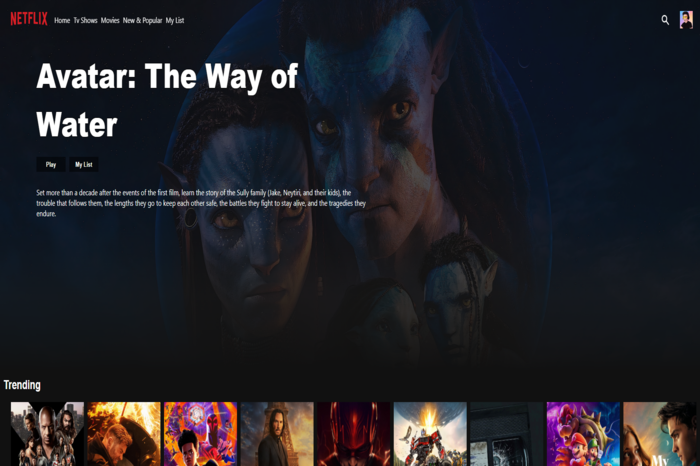 NETFLIX Home Tv Shows Movies New & Popular My List
Avatar: The Way of
Water
Play My List
Set more than a decade after the events of the first film, learn the story of the Sully family (Jake, Neytiri, and their kids), the
trouble that follows them, the lengths they go to keep each other safe, the battles they fight to stay alive, and the tragedies they
endure.
Trending
My